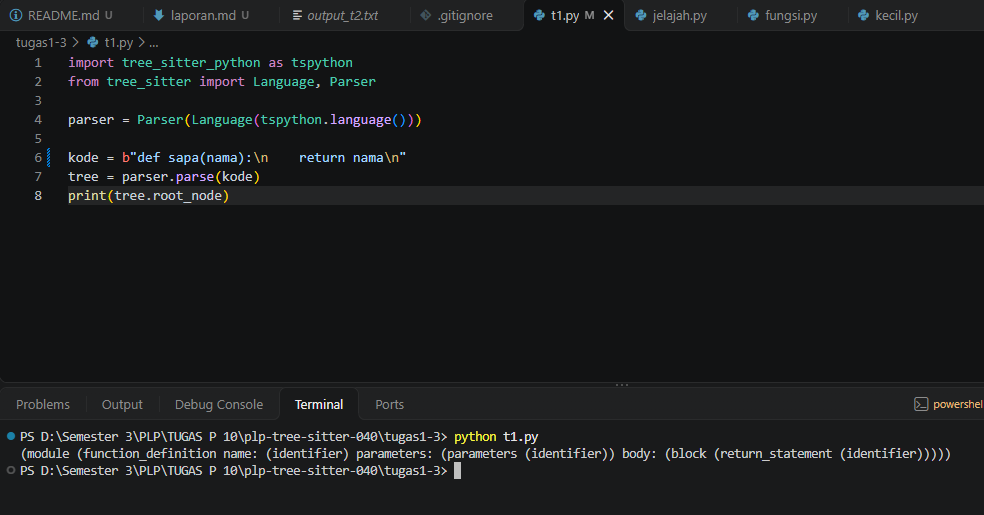 README.md U laporan.md U output_t2.txt .gitignore t1.py M jelajah.py fungsi.py kecil.py
tugas1-3 > t1.py > ...
1 import tree_sitter_python as tspython
2 from tree_sitter import Language, Parser
3
4 parser = Parser(Language(tspython.language()))
5
6 kode = b"def sapa(nama):\n    return nama\n"
7 tree = parser.parse(kode)
8 print(tree.root_node)
Problems Output Debug Console Terminal Ports powershel
PS D:\Semester 3\PLP\TUGAS P 10\plp-tree-sitter-040\tugas1-3> python t1.py
(module (function_definition name: (identifier) parameters: (parameters (identifier)) body: (block (return_statement (identifier)))))
PS D:\Semester 3\PLP\TUGAS P 10\plp-tree-sitter-040\tugas1-3>